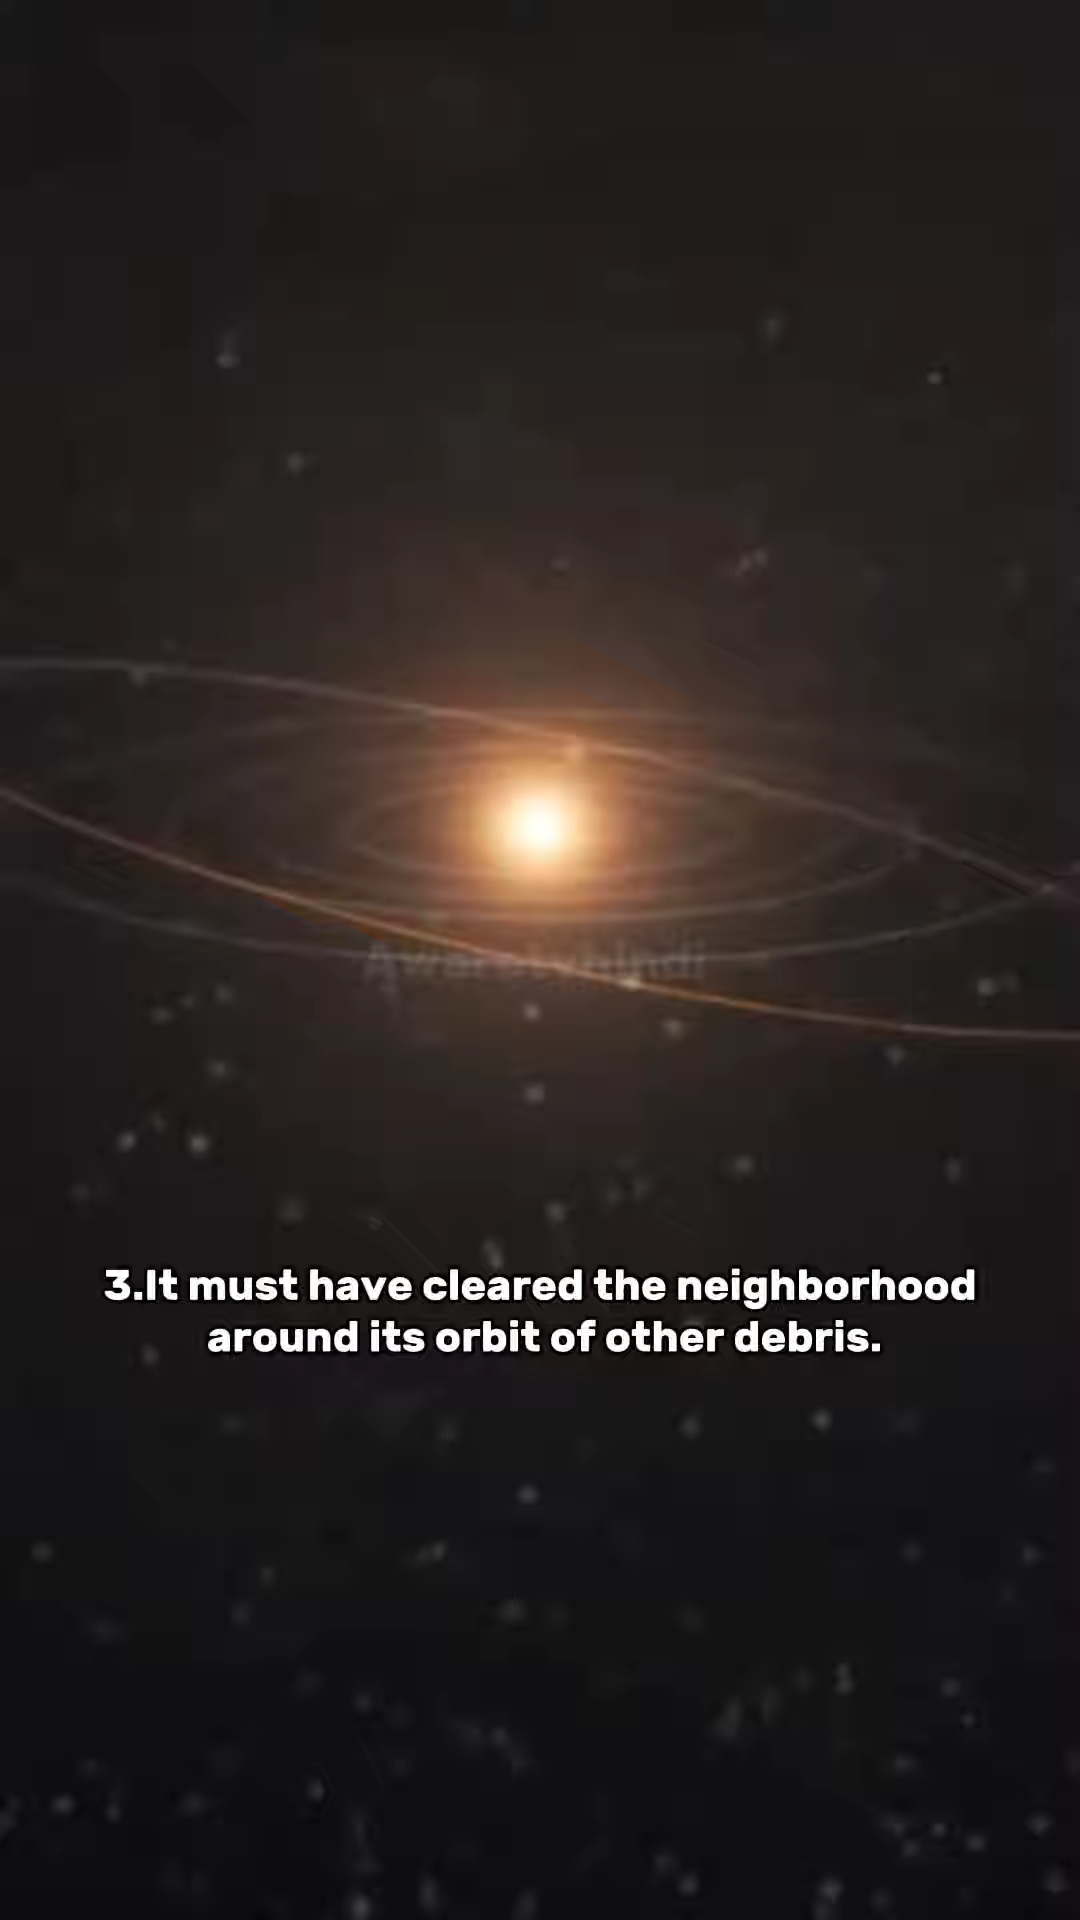 3.It must have cleared the neighborhood
around its orbit of other debris.